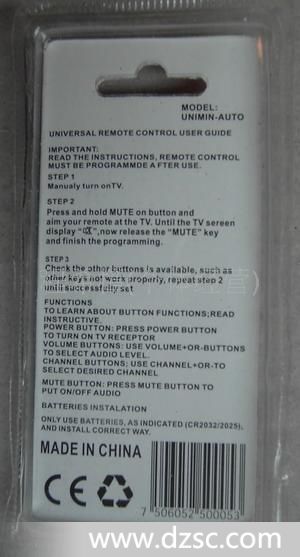 MODEL:
UNIMIN-AUTO
UNIVERSAL REMOTE CONTROL USER GUIDE
IMPORTANT:
READ THE INSTRUCTIONS, REMOTE CONTROL
MUST BE PROGRAMMDE A FTER USE.
STEP 1
Manualy turn onTV.
STEP 2
Press and hold MUTE on button and
aim your remote at the TV. Until the TV screen
display " ",now release the "MUTE" key
and finish the programming.
STEP 3
Check the other buttons is available, such as
other keys not work properly, repeat step 2
until successfully set
FUNCTIONS
TO LEARN ABOUT BUTTON FUNCTIONS;READ
INSTRUCTIVE.
POWER BUTTON: PRESS POWER BUTTON
TO TURN ON TV RECEPTOR
VOLUME BUTTONS: USE VOLUME+OR-BUTTONS
TO SELECT AUDIO LEVEL.
CHANNEL BUTTONS; USE CHANNEL+OR-TO
SELECT DESIRED CHANNEL
MUTE BUTTON: PRESS MUTE BUTTON TO
PUT ON/OFF AUDIO
BATTERIES INSTALATION
ONLY USE BATTERIES, AS INDICATED (CR2032/2025),
AND INSTALL CORRECT WAY.
MADE IN CHINA
CE
7 506052 500053
www.dzsc.com